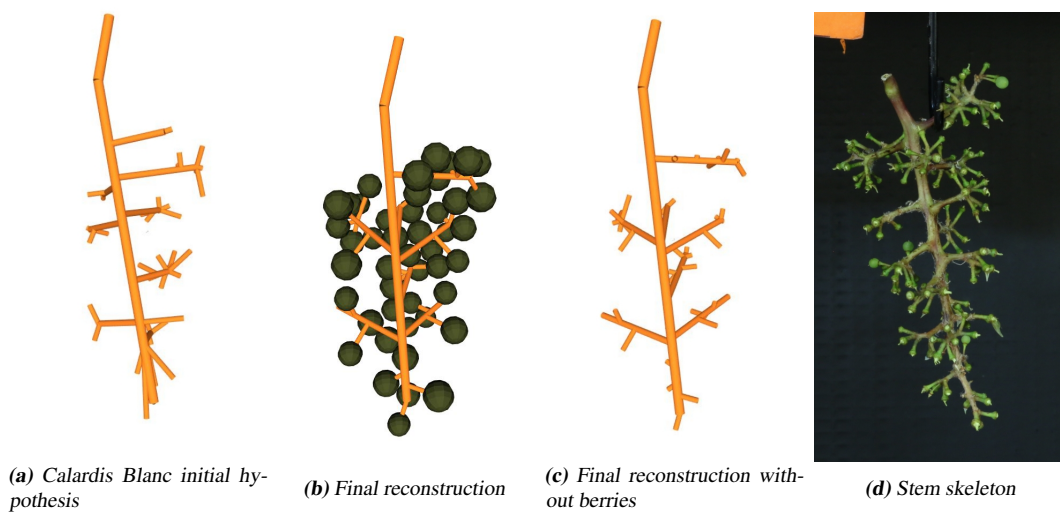 (a) Calardis Blanc initial hy-
pothesis
(b) Final reconstruction
(c) Final reconstruction with-
out berries
(d) Stem skeleton